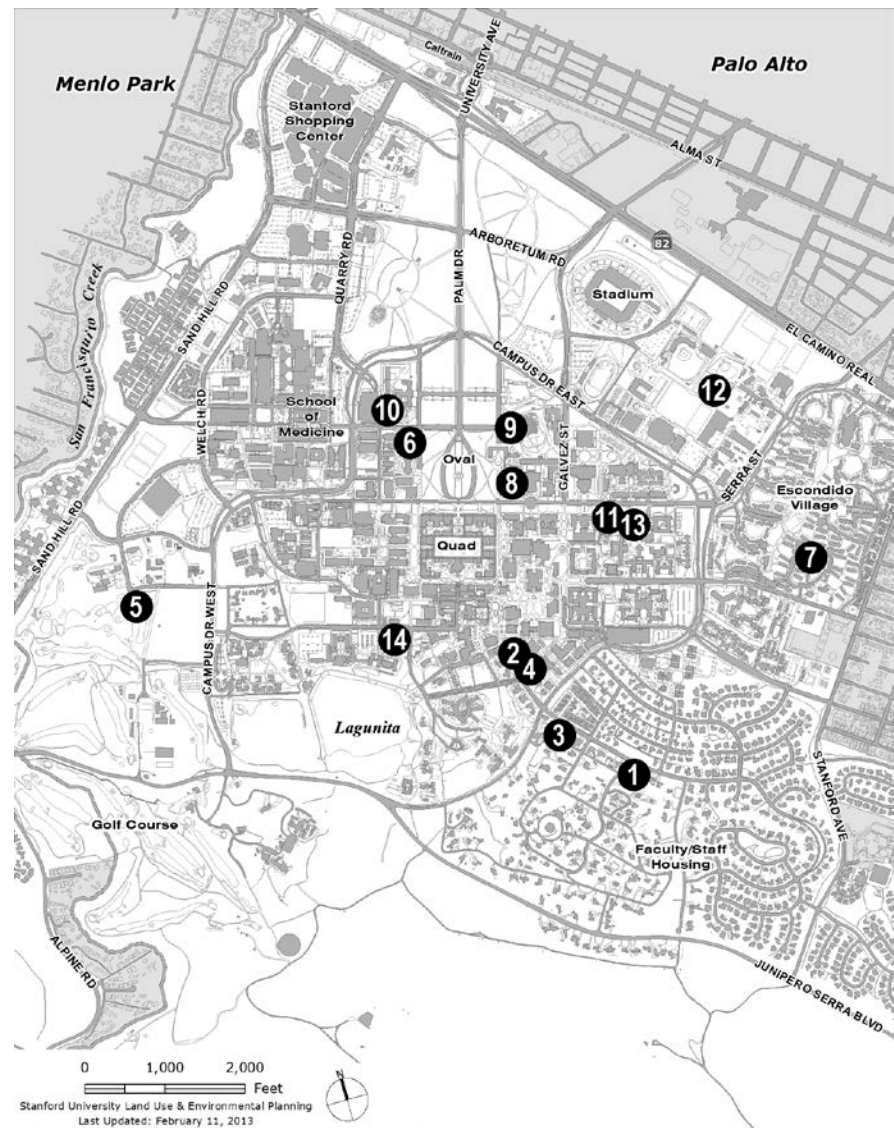 Menlo Park
Palo Alto
Caltrain
UNIVERSITY AVE
Stanford
Shopping
Center
ALMA ST
82
ARBORETUM RD
QUARRY RD
PALM DR
Stadium
San Francisquito Creek
SAND HILL RD
EL CAMINO REAL
CAMPUS DR EAST
12
WELCH RD
School
of
Medicine
10
9
6
Oval
GALVEZ ST
8
SERRA ST
Escondido
Village
11
13
Quad
7
SAND HILL RD
5
CAMPUS DR WEST
14
2
4
Lagunita
3
1
STANFORD AVE
Golf Course
Faculty/Staff
Housing
ALPINE RD
JUNIPERO SERRA BLVD
0 1,000 2,000
Feet
N
Stanford University Land Use & Environmental Planning
Last Updated: February 11, 2013